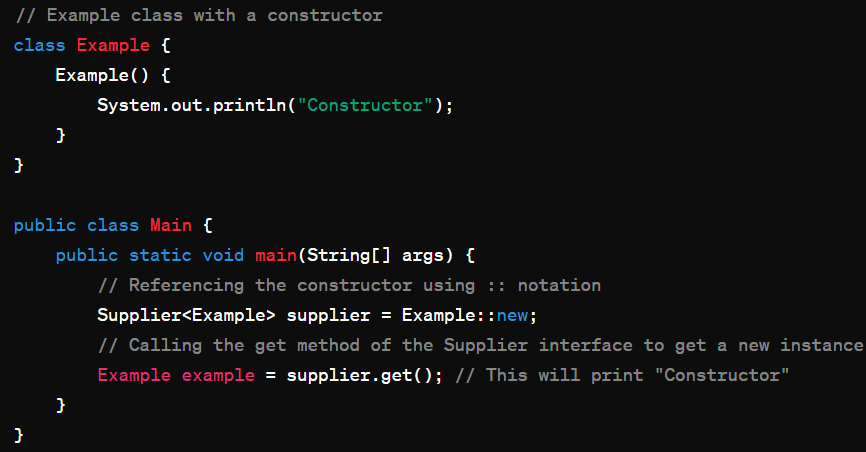 // Example class with a constructor
class Example {
    Example() {
        System.out.println("Constructor");
    }
}

public class Main {
    public static void main(String[] args) {
        // Referencing the constructor using :: notation
        Supplier<Example> supplier = Example::new;
        // Calling the get method of the Supplier interface to get a new instance
        Example example = supplier.get(); // This will print "Constructor"
    }
}